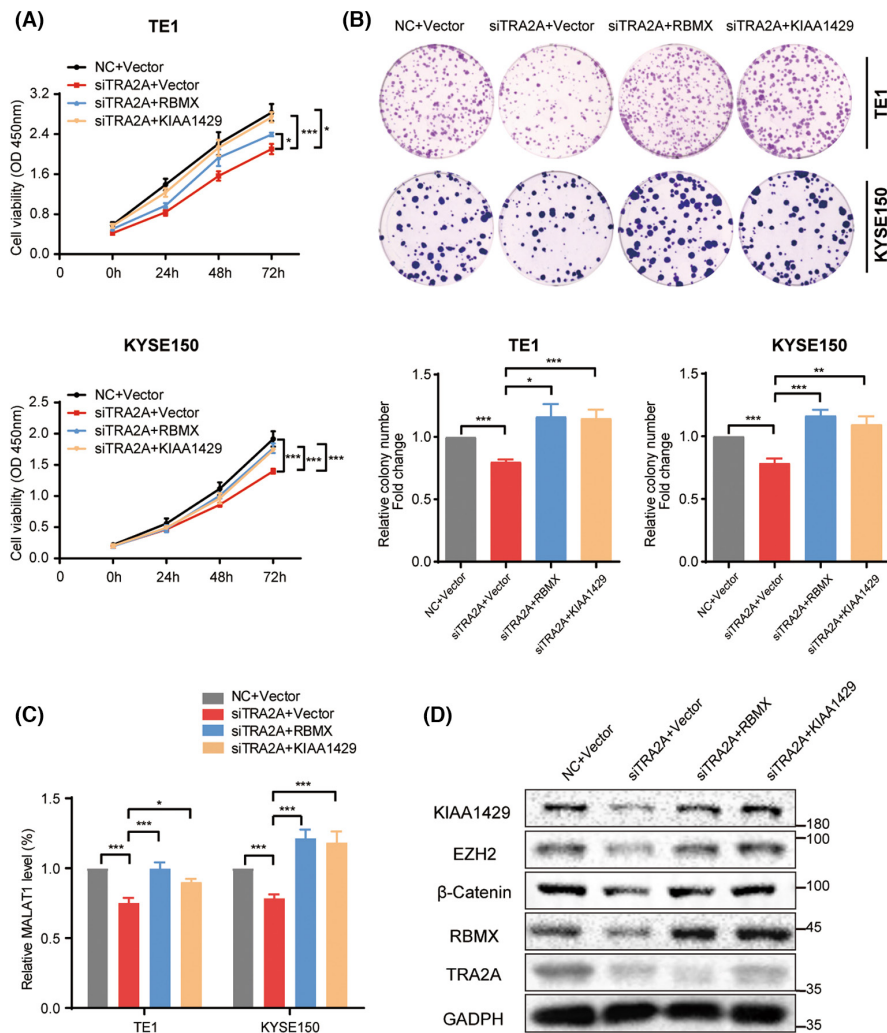 (A)
TE1
NC+Vector
siTRA2A+Vector
siTRA2A+RBMX
siTRA2A+KIAA1429
Cell viability (OD 450nm)
3.2
2.4
1.6
0.8
0.0
0
0h
24h
48h
72h
*
***
*
KYSE150
NC+Vector
siTRA2A+Vector
siTRA2A+RBMX
siTRA2A+KIAA1429
Cell viability (OD 450nm)
2.5
2.0
1.5
1.0
0.5
0.0
0
0h
24h
48h
72h
***
***
***
(B)
NC+Vector siTRA2A+Vector siTRA2A+RBMX siTRA2A+KIAA1429
TE1
KYSE150
TE1
Relative colony number
Fold change
1.5
1.0
0.5
0.0
***
*
***
NC+Vector
siTRA2A+Vector
siTRA2A+RBMX
siTRA2A+KIAA1429
KYSE150
Relative colony number
Fold change
1.5
1.0
0.5
0.0
***
***
**
NC+Vector
siTRA2A+Vector
siTRA2A+RBMX
siTRA2A+KIAA1429
(C)
NC+Vector
siTRA2A+Vector
siTRA2A+RBMX
siTRA2A+KIAA1429
Relative MALAT1 level (%)
1.5
1.0
0.5
0.0
***
***
*
***
***
***
TE1
KYSE150
(D)
NC+Vector
siTRA2A+Vector
siTRA2A+RBMX
siTRA2A+KIAA1429
KIAA1429
180
EZH2
100
β-Catenin
100
RBMX
45
TRA2A
35
GADPH
35